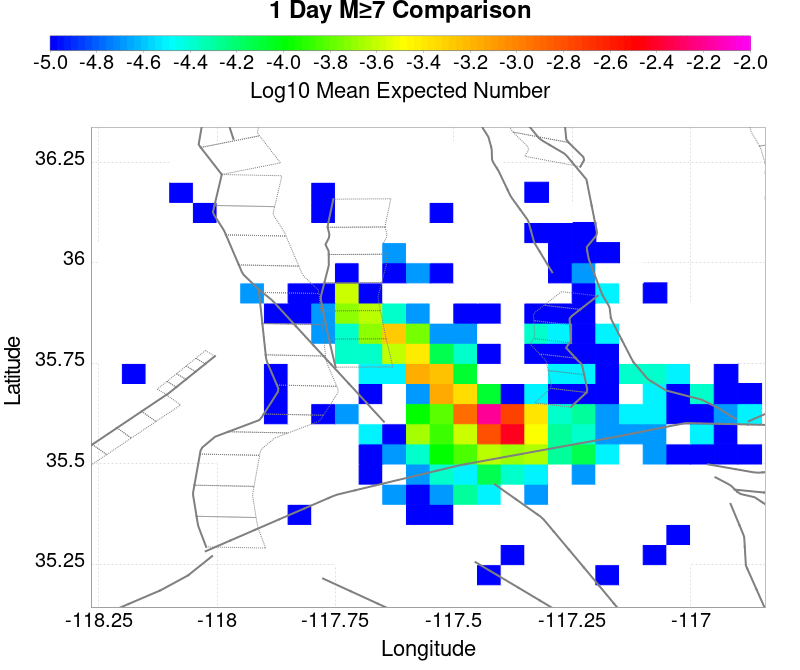 1 Day M≥7 Comparison
-5.0 -4.8 -4.6 -4.4 -4.2 -4.0 -3.8 -3.6 -3.4 -3.2 -3.0 -2.8 -2.6 -2.4 -2.2 -2.0
Log10 Mean Expected Number
36.25
36
35.75
35.5
35.25
Latitude
-118.25 -118 -117.75 -117.5 -117.25 -117
Longitude